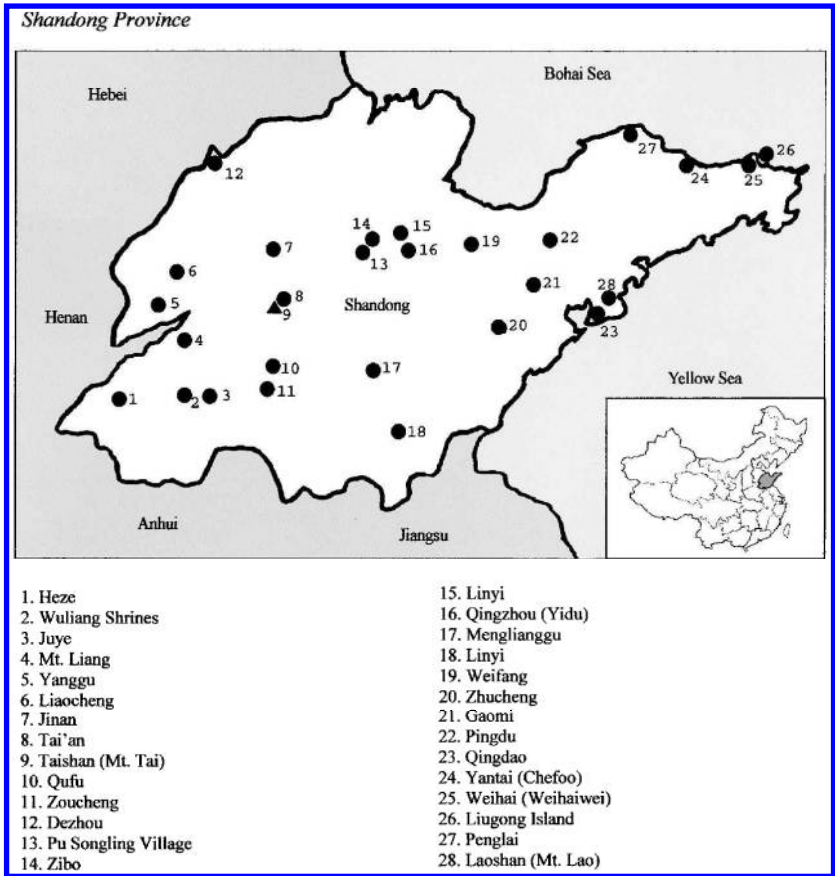 Shandong Province
Hebei
Bohai Sea
27
26
12
24
25
14
15
7
13
16
19
22
6
21
28
8
5
9
Shandong
Henan
23
20
4
10
17
Yellow Sea
1
2
3
11
18
Anhui
Jiangsu
1. Heze
2. Wuliang Shrines
3. Juye
4. Mt. Liang
5. Yanggu
6. Liaocheng
7. Jinan
8. Tai'an
9. Taishan (Mt. Tai)
10. Qufu
11. Zoucheng
12. Dezhou
13. Pu Songling Village
14. Zibo
15. Linyi
16. Qingzhou (Yidu)
17. Menglianggu
18. Linyi
19. Weifang
20. Zhucheng
21. Gaomi
22. Pingdu
23. Qingdao
24. Yantai (Chefoo)
25. Weihai (Weihaiwei)
26. Liugong Island
27. Penglai
28. Laoshan (Mt. Lao)